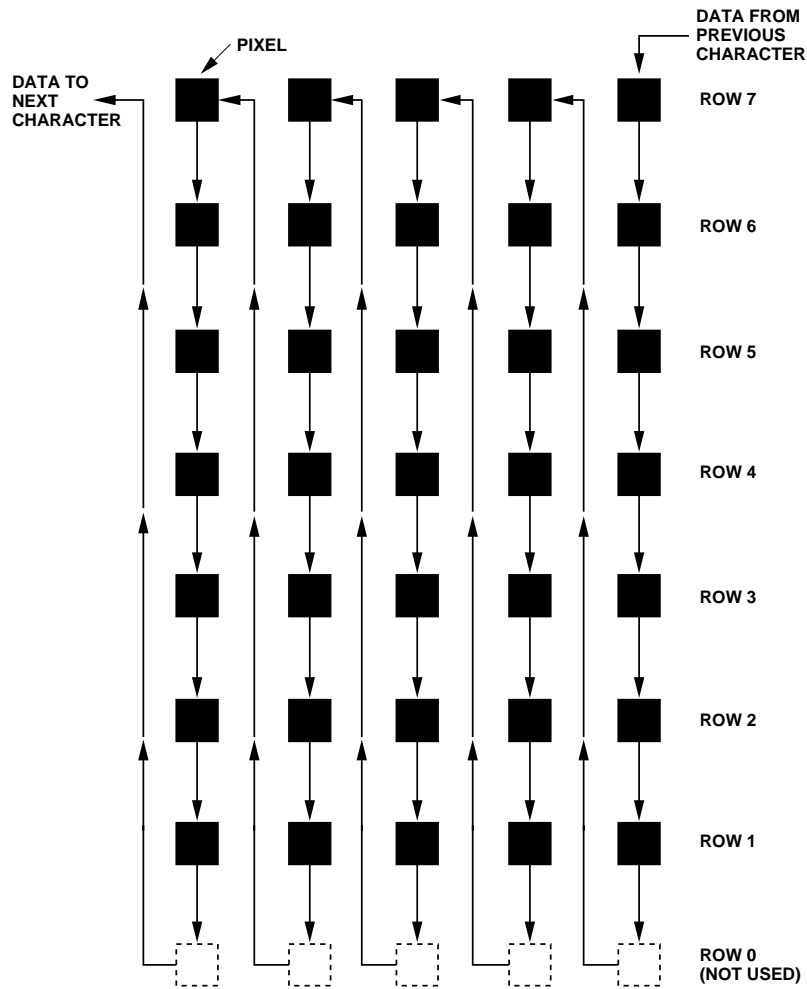 DATA FROM
PREVIOUS
CHARACTER
PIXEL
DATA TO
NEXT
CHARACTER
ROW 7
ROW 6
ROW 5
ROW 4
ROW 3
ROW 2
ROW 1
ROW 0
(NOT USED)